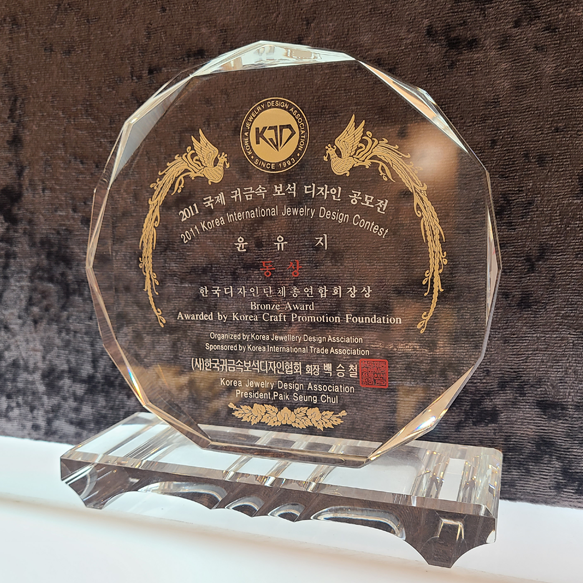 KOREA JEWELRY DESIGN ASSOCIATION
KJD
SINCE 1993
2011 국제 귀금속 보석 디자인 공모전
2011 Korea International Jewelry Design Contest
윤유지
동상
한국디자인단체총연합회장상
Bronze Award
Awarded by Korea Craft Promotion Foundation
Organized by Korea Jewellery Design Assciation
Sponsored by Korea International Trade Association
(사)한국귀금속보석디자인협회 회장 백승철
Korea Jewelry Design Association
President,Paik Seung Chul